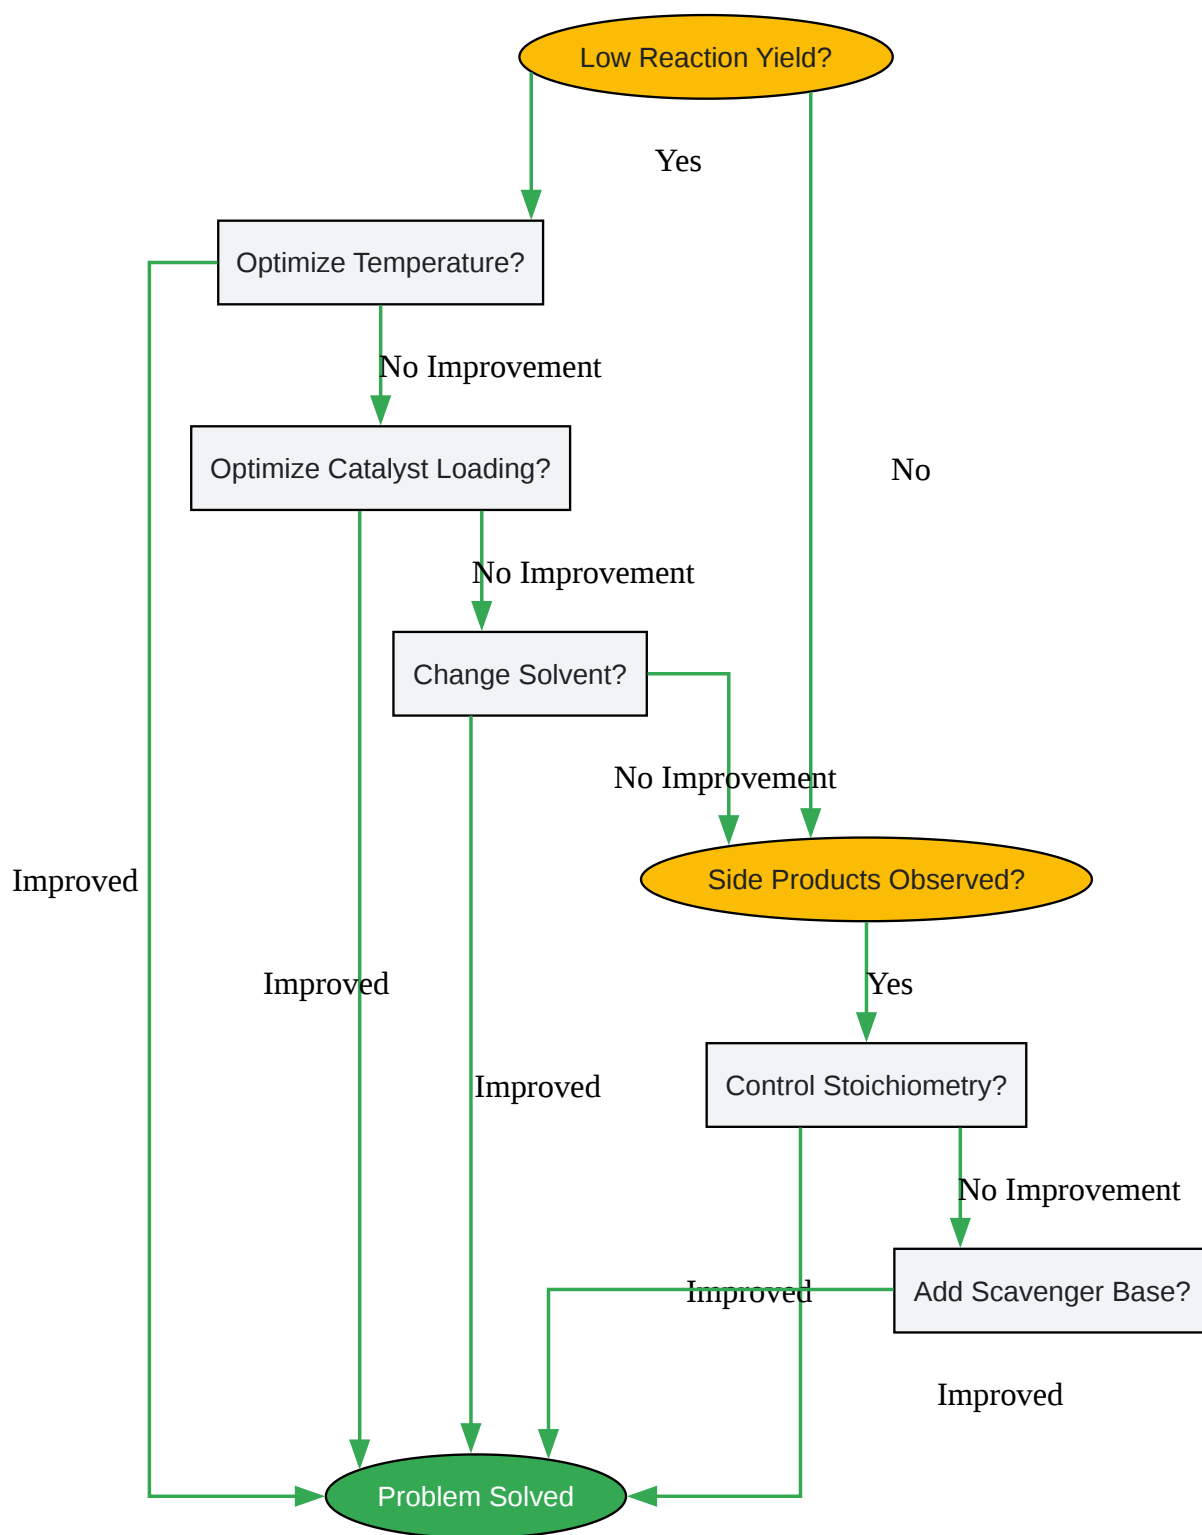 Low Reaction Yield?
Yes
Optimize Temperature?
No Improvement
Optimize Catalyst Loading?
No
No Improvement
Change Solvent?
No Improvement
Side Products Observed?
Improved
Improved
Yes
Improved
Control Stoichiometry?
No Improvement
Improved
Add Scavenger Base?
Improved
Problem Solved